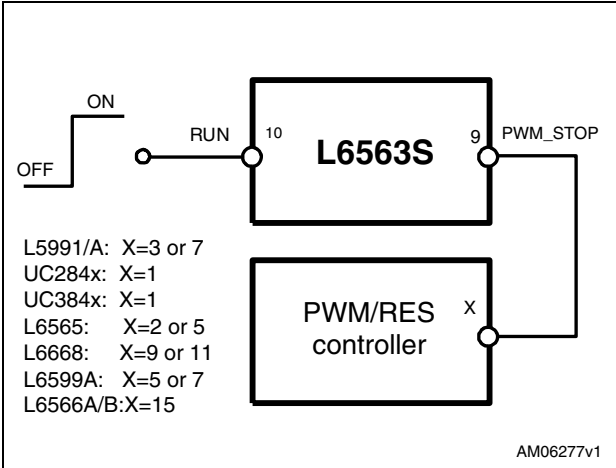 ON
OFF
RUN
10
L6563S
9
PWM_STOP
L5991/A: X=3 or 7
UC284x: X=1
UC384x: X=1
L6565: X=2 or 5
L6668: X=9 or 11
L6599A: X=5 or 7
L6566A/B:X=15
PWM/RES
controller
X
AM06277v1